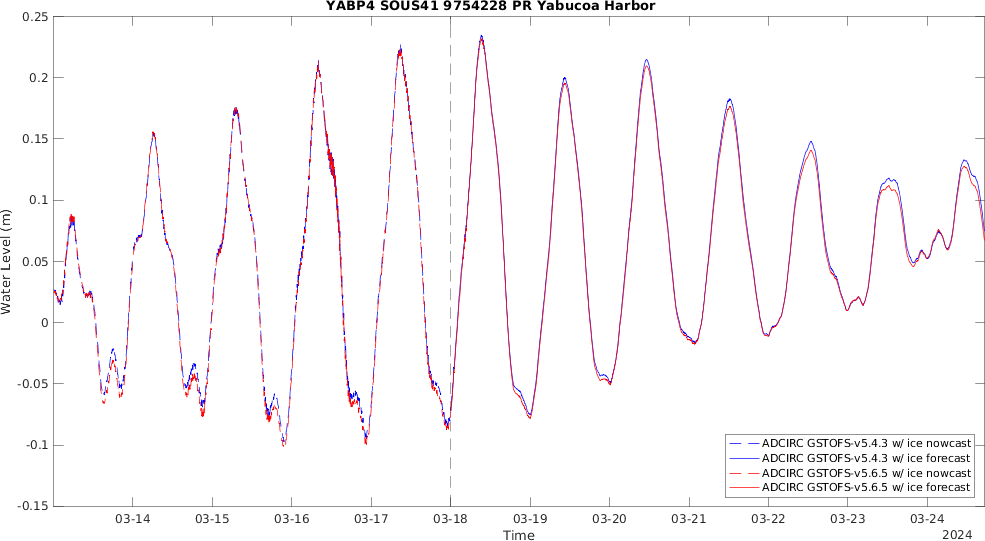 YABP4 SOUS41 9754228 PR Yabucoa Harbor
0.25
0.2
0.15
0.1
0.05
0
-0.05
-0.1
-0.15
Water Level (m)
ADCIRC GSTOFS-v5.4.3 w/ ice nowcast
ADCIRC GSTOFS-v5.4.3 w/ ice forecast
ADCIRC GSTOFS-v5.6.5 w/ ice nowcast
ADCIRC GSTOFS-v5.6.5 w/ ice forecast
03-14 03-15 03-16 03-17 03-18 03-19 03-20 03-21 03-22 03-23 03-24
Time 2024